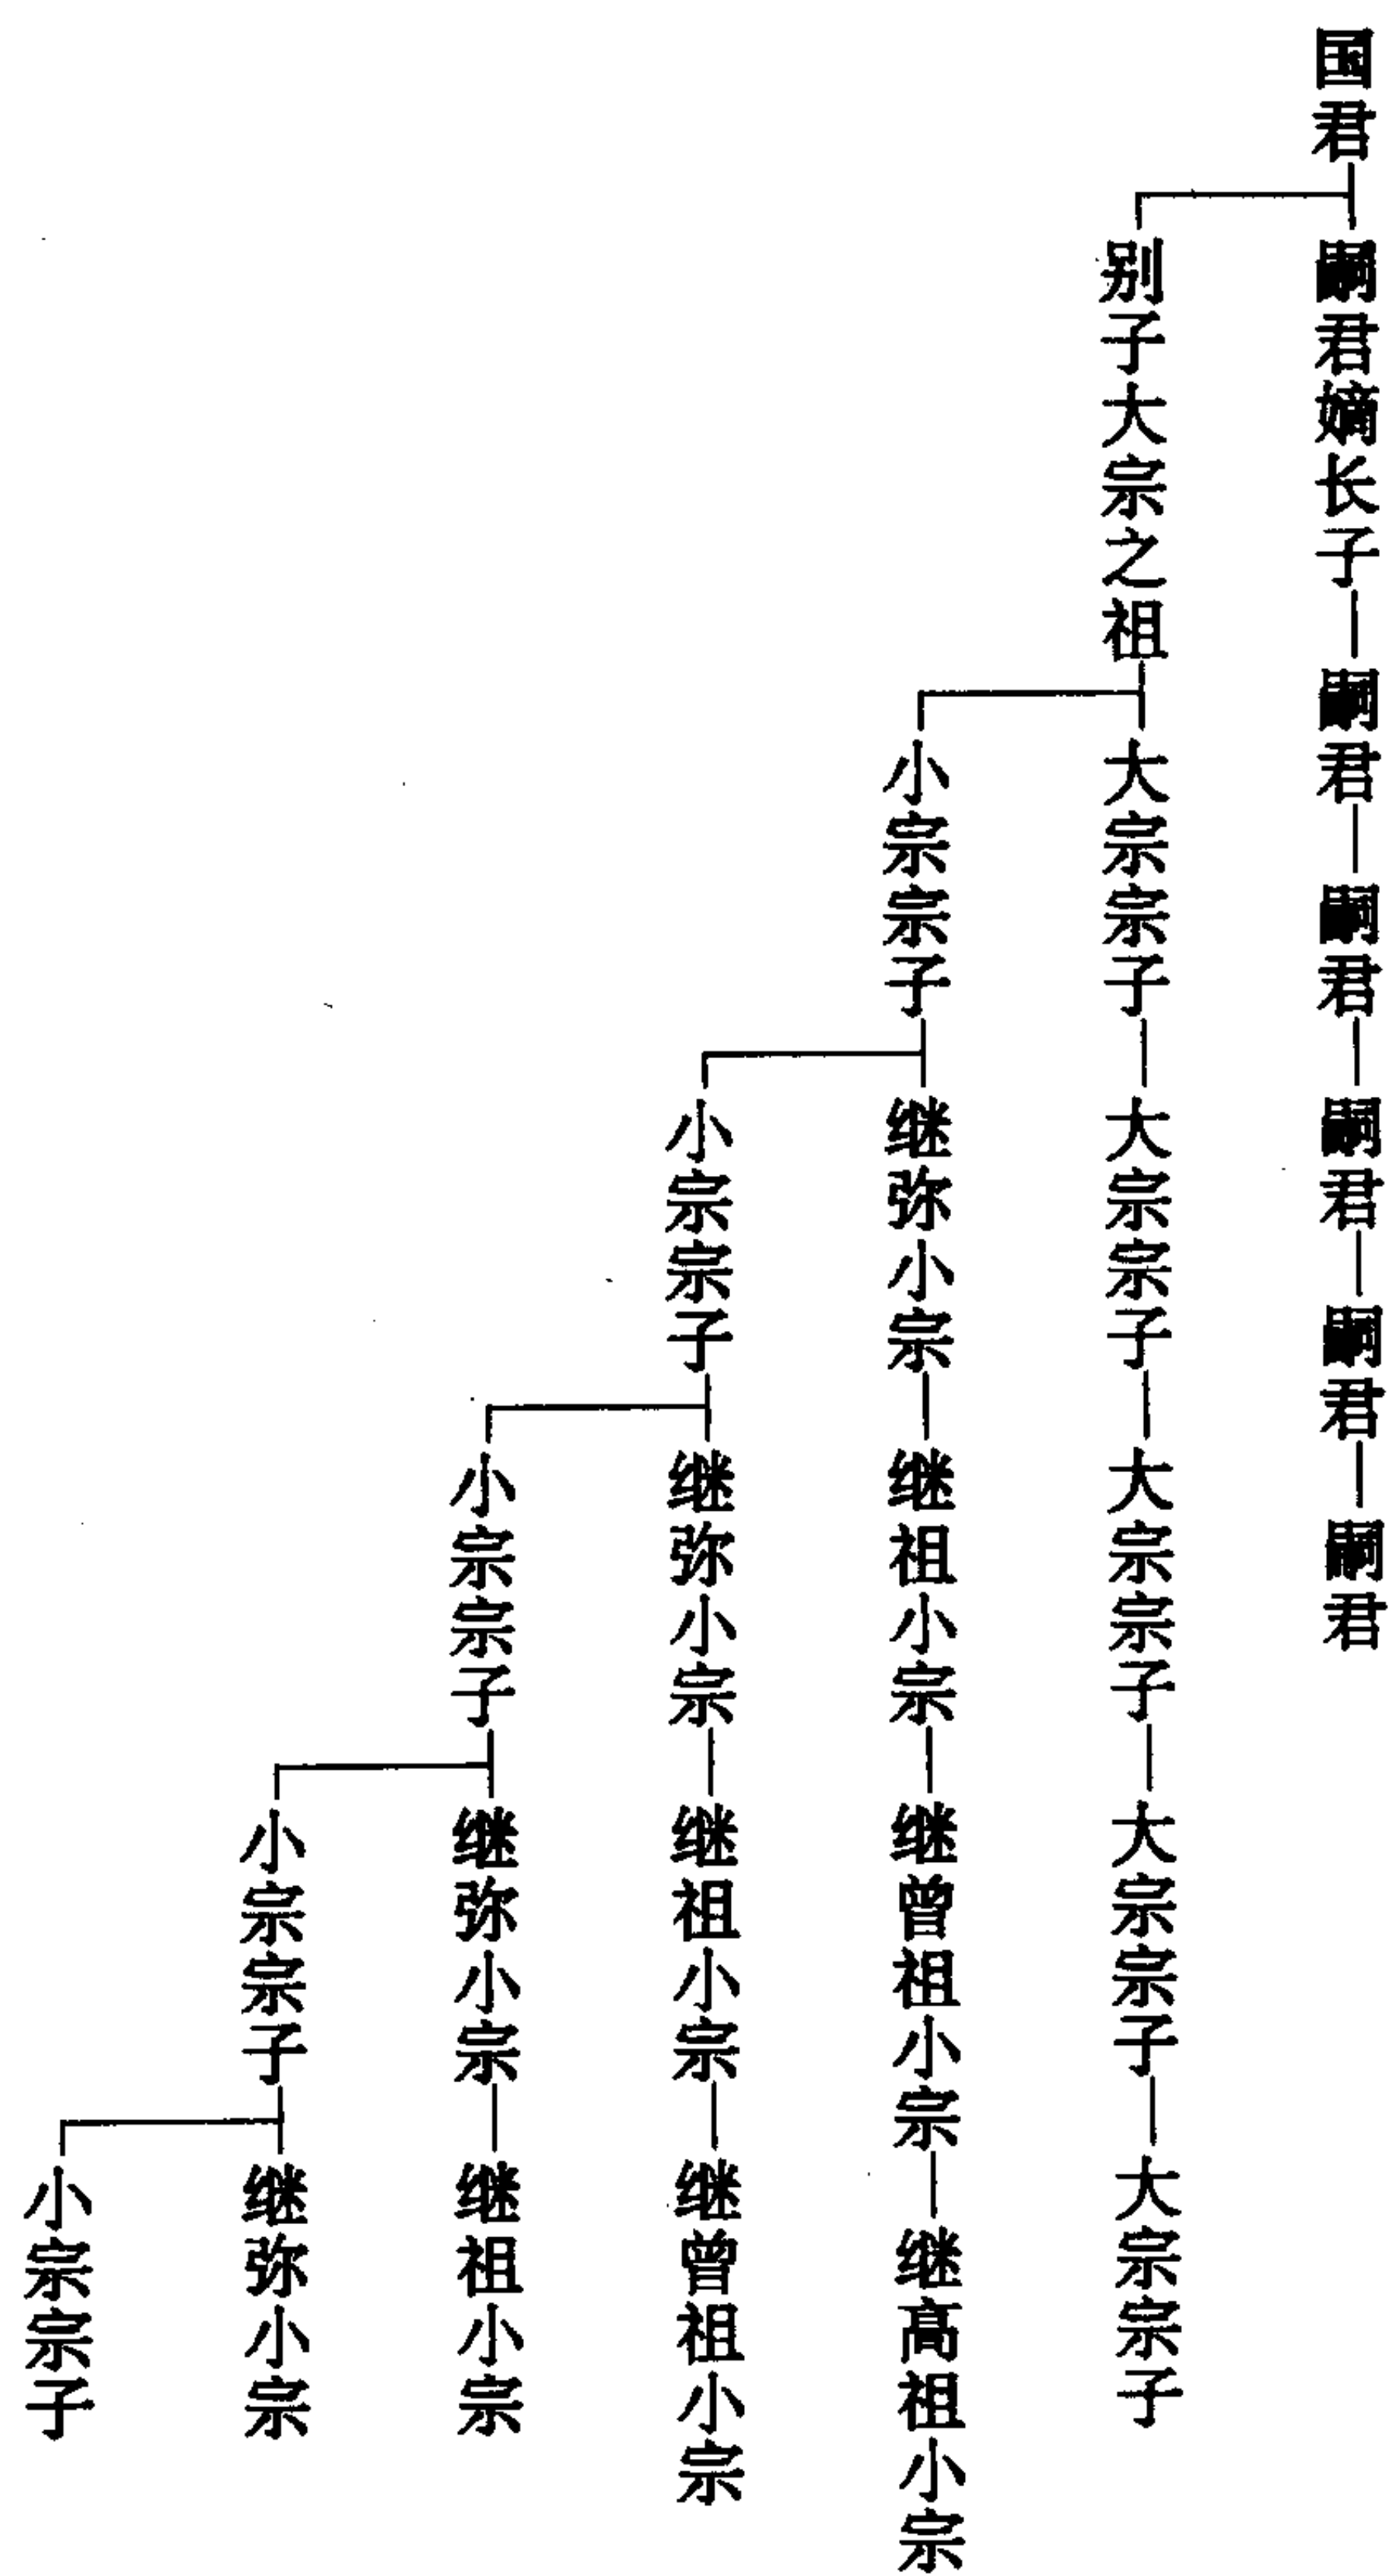 国君—嗣君嫡长子—嗣君—嗣君—嗣君—嗣君—嗣君
别子大宗之祖—大宗宗子—大宗宗子—大宗宗子—大宗宗子—大宗宗子
小宗宗子—继弥小宗—继祖小宗—继曾祖小宗—继高祖小宗
小宗宗子—继弥小宗—继祖小宗—继曾祖小宗
小宗宗子—继弥小宗—继祖小宗
小宗宗子—继弥小宗
小宗宗子